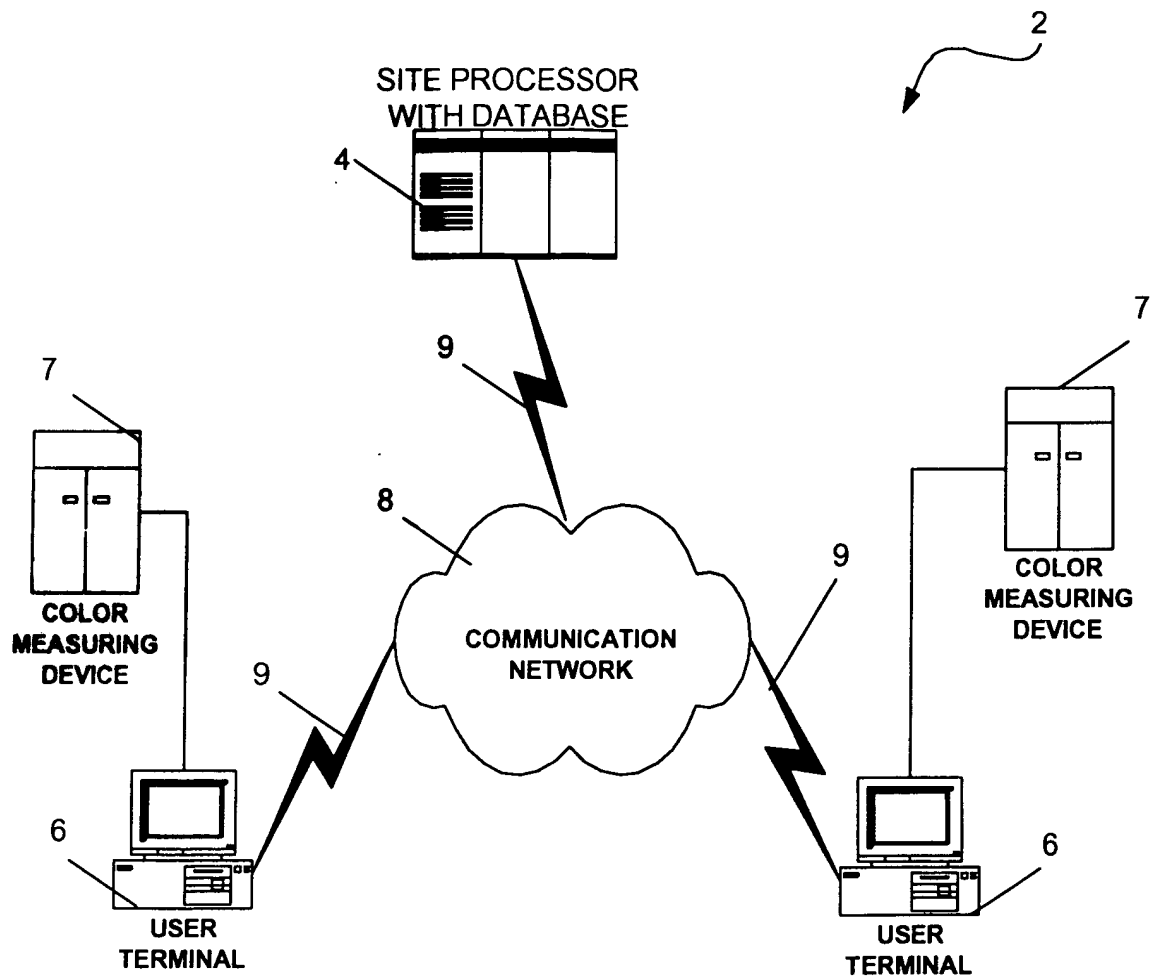 2
SITE PROCESSOR
WITH DATABASE
4
9
7
7
8
9
COLOR
MEASURING
DEVICE
COLOR
MEASURING
DEVICE
COMMUNICATION
NETWORK
9
6
6
USER
TERMINAL
USER
TERMINAL